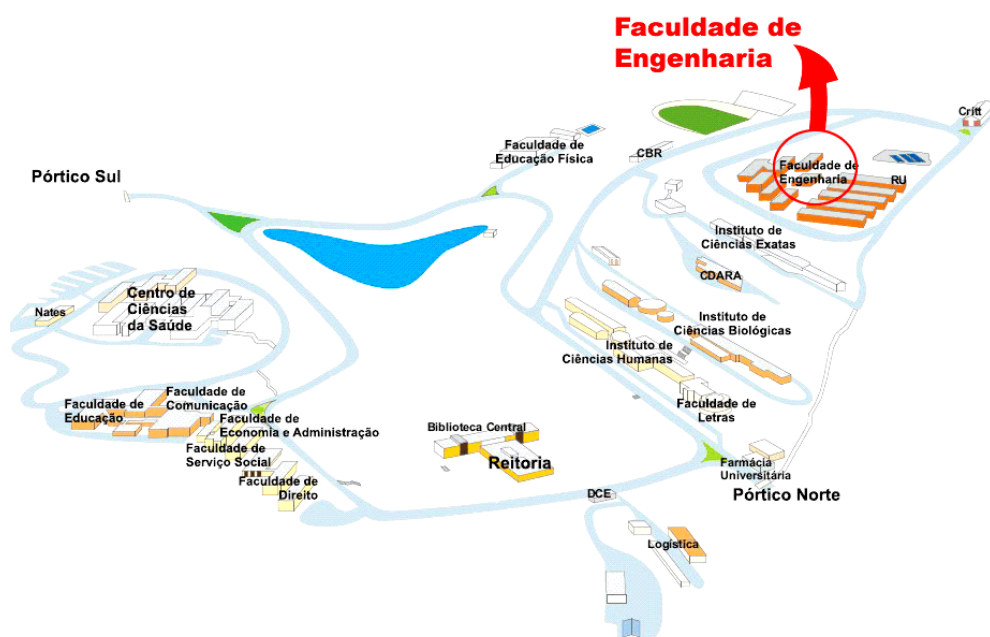 Faculdade de
Engenharia
Crítt
Faculdade de
Educação Física
CBR
Faculdade de
Engenharia
RU
Pórtico Sul
Instituto de
Ciências Exatas
CDARA
Centro de
Ciências
da Saúde
Nates
Instituto de
Ciências Biológicas
Instituto de
Ciências Humanas
Faculdade de
Comunicação
Faculdade de
Educação
Faculdade de
Letras
Faculdade de
Economia e Administração
Biblioteca Central
Faculdade de
Serviço Social
Reitoria
Farmácia
Universitária
Faculdade de
Direito
DCE
Pórtico Norte
Logística